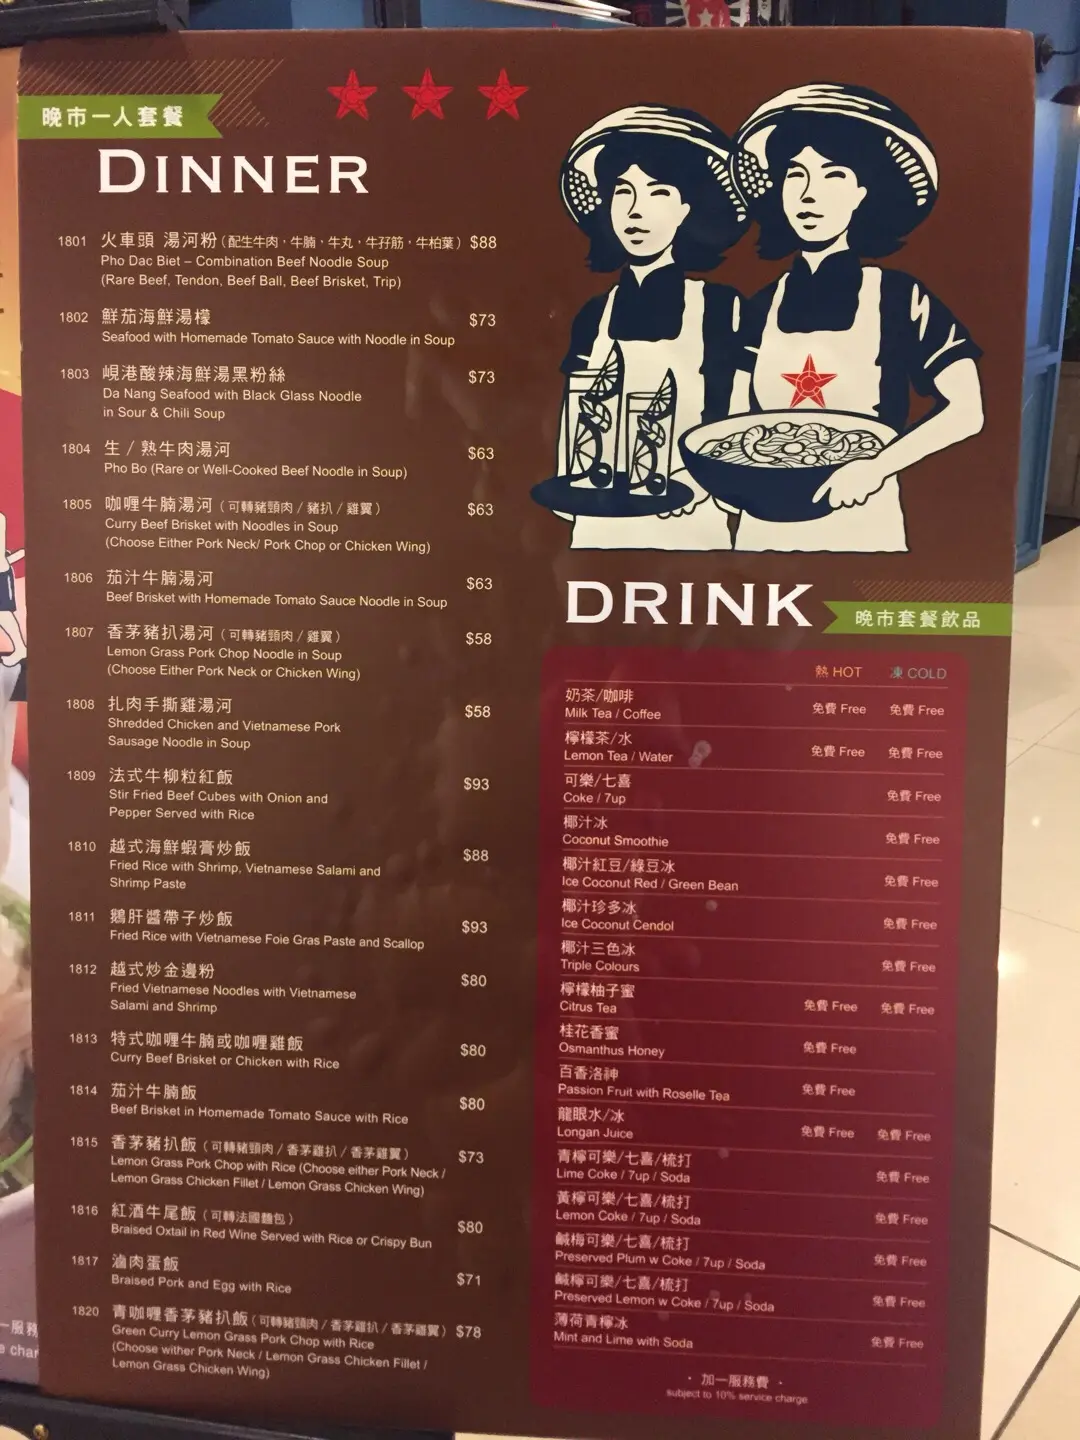 晚市一人套餐
DINNER
1801 火車頭 湯河粉(配生牛肉，牛腩，牛丸，牛孖筋，牛柏葉) $88
Pho Dac Biet – Combination Beef Noodle Soup
(Rare Beef, Tendon, Beef Ball, Beef Brisket, Trip)
1802 鮮茄海鮮湯檬 $73
Seafood with Homemade Tomato Sauce with Noodle in Soup
1803 峴港酸辣海鮮湯黑粉絲 $73
Da Nang Seafood with Black Glass Noodle
in Sour & Chili Soup
1804 生 / 熟牛肉湯河 $63
Pho Bo (Rare or Well-Cooked Beef Noodle in Soup)
1805 咖喱牛腩湯河 (可轉豬頸肉 / 豬扒 / 雞翼) $63
Curry Beef Brisket with Noodles in Soup
(Choose Either Pork Neck/ Pork Chop or Chicken Wing)
1806 茄汁牛腩湯河 $63
Beef Brisket with Homemade Tomato Sauce Noodle in Soup
1807 香茅豬扒湯河 (可轉豬頸肉 / 雞翼) $58
Lemon Grass Pork Chop Noodle in Soup
(Choose Either Pork Neck or Chicken Wing)
1808 扎肉手撕雞湯河 $58
Shredded Chicken and Vietnamese Pork
Sausage Noodle in Soup
1809 法式牛柳粒紅飯 $93
Stir Fried Beef Cubes with Onion and
Pepper Served with Rice
1810 越式海鮮蝦膏炒飯 $88
Fried Rice with Shrimp, Vietnamese Salami and
Shrimp Paste
1811 鵝肝醬帶子炒飯 $93
Fried Rice with Vietnamese Foie Gras Paste and Scallop
1812 越式炒金邊粉 $80
Fried Vietnamese Noodles with Vietnamese
Salami and Shrimp
1813 特式咖喱牛腩或咖喱雞飯 $80
Curry Beef Brisket or Chicken with Rice
1814 茄汁牛腩飯 $80
Beef Brisket in Homemade Tomato Sauce with Rice
1815 香茅豬扒飯 (可轉豬頸肉 / 香茅雞扒 / 香茅雞翼) $73
Lemon Grass Pork Chop with Rice (Choose either Pork Neck /
Lemon Grass Chicken Fillet / Lemon Grass Chicken Wing)
1816 紅酒牛尾飯 (可轉法國麵包) $80
Braised Oxtail in Red Wine Served with Rice or Crispy Bun
1817 滷肉蛋飯 $71
Braised Pork and Egg with Rice
1820 青咖喱香茅豬扒飯 (可轉豬頸肉 / 香茅雞扒 / 香茅雞翼) $78
Green Curry Lemon Grass Pork Chop with Rice
(Choose wither Pork Neck / Lemon Grass Chicken Fillet /
Lemon Grass Chicken Wing)
DRINK 晚市套餐飲品
熱 HOT 凍 COLD
奶茶/咖啡
Milk Tea / Coffee 免費 Free 免費 Free
檸檬茶/水
Lemon Tea / Water 免費 Free 免費 Free
可樂/七喜
Coke / 7up 免費 Free
椰汁冰
Coconut Smoothie 免費 Free
椰汁紅豆/綠豆冰
Ice Coconut Red / Green Bean 免費 Free
椰汁珍多冰
Ice Coconut Cendol 免費 Free
椰汁三色冰
Triple Colours 免費 Free
檸檬柚子蜜
Citrus Tea 免費 Free 免費 Free
桂花香蜜
Osmanthus Honey 免費 Free
百香洛神
Passion Fruit with Roselle Tea 免費 Free
龍眼水/冰
Longan Juice 免費 Free 免費 Free
青檸可樂/七喜/梳打
Lime Coke / 7up / Soda 免費 Free
黃檸可樂/七喜/梳打
Lemon Coke / 7up / Soda 免費 Free
鹹梅可樂/七喜/梳打
Preserved Plum w Coke / 7up / Soda 免費 Free
鹹檸可樂/七喜/梳打
Preserved Lemon w Coke / 7up / Soda 免費 Free
薄荷青檸冰
Mint and Lime with Soda 免費 Free
· 加一服務費 ·
subject to 10% service charge